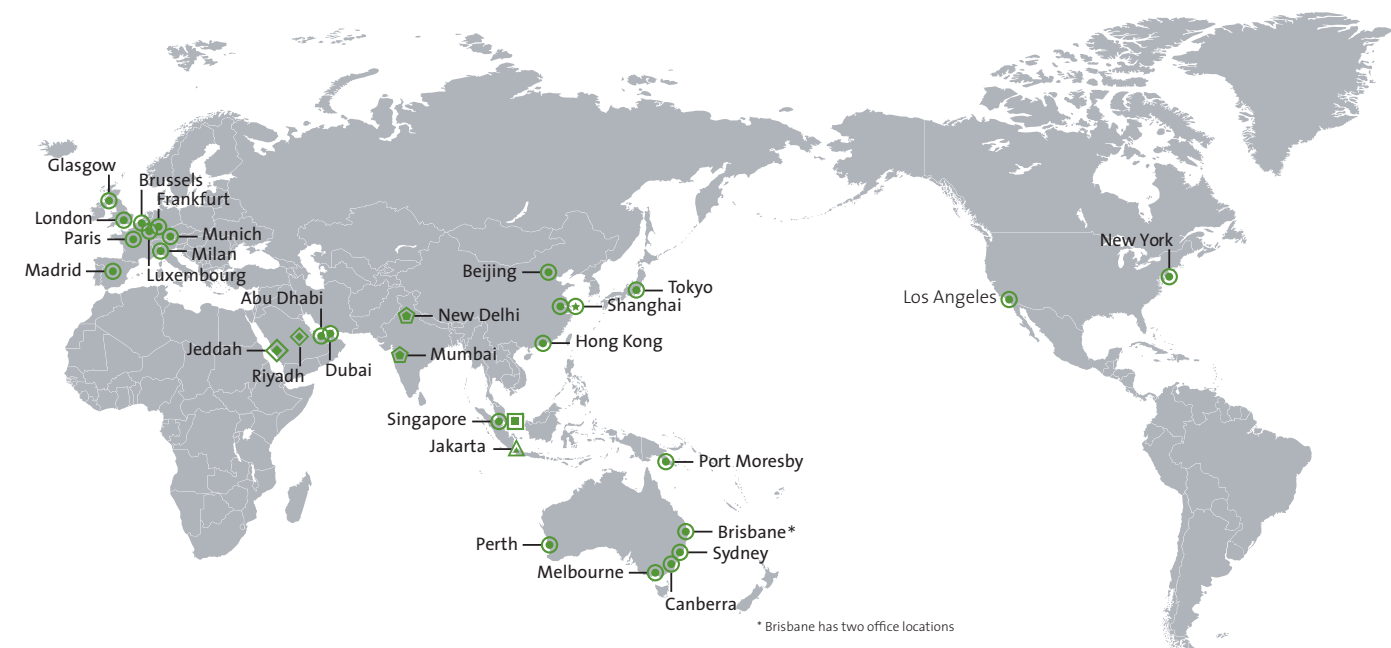 Glasgow
Brussels
Frankfurt
London
Paris
Munich
Milan
Madrid
Luxembourg
Abu Dhabi
Jeddah
Riyadh
Dubai
Beijing
Tokyo
Shanghai
New Delhi
Hong Kong
Mumbai
Singapore
Jakarta
Port Moresby
Perth
Brisbane*
Sydney
Melbourne
Canberra
New York
Los Angeles
* Brisbane has two office locations